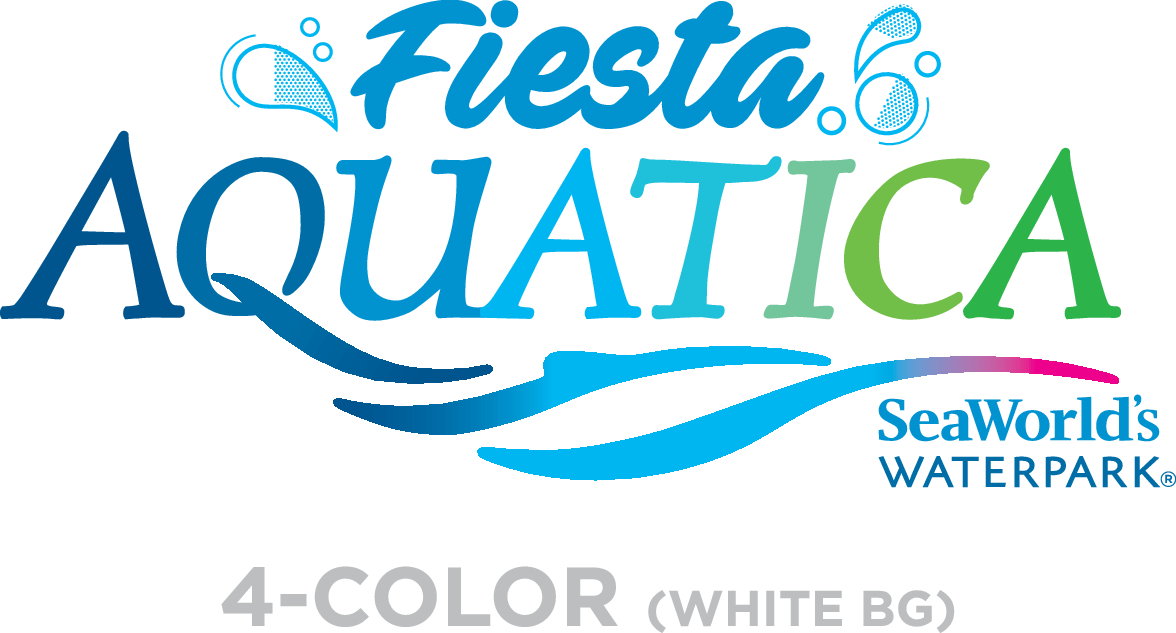 Fiesta
AQUATICA
SeaWorld's
WATERPARK®
4-COLOR (WHITE BG)